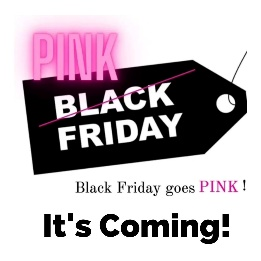 PINK
BLACK
FRIDAY
Black Friday goes PINK !
It's Coming!